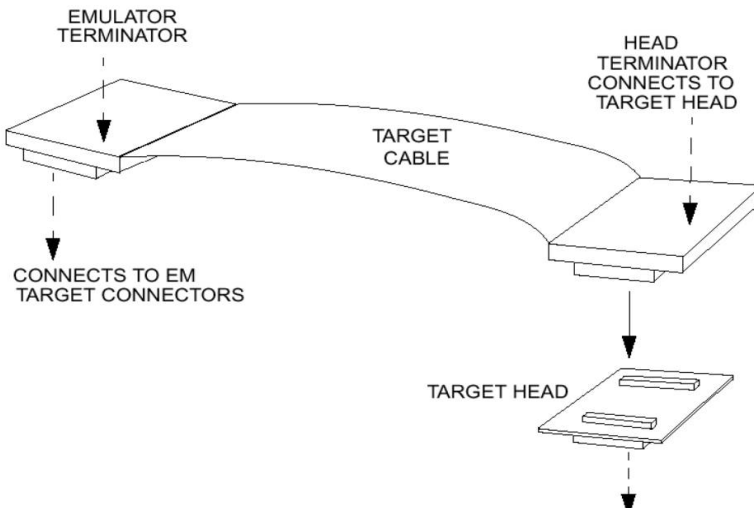 EMULATOR
TERMINATOR
HEAD
TERMINATOR
CONNECTS TO
TARGET HEAD
TARGET
CABLE
CONNECTS TO EM
TARGET CONNECTORS
TARGET HEAD